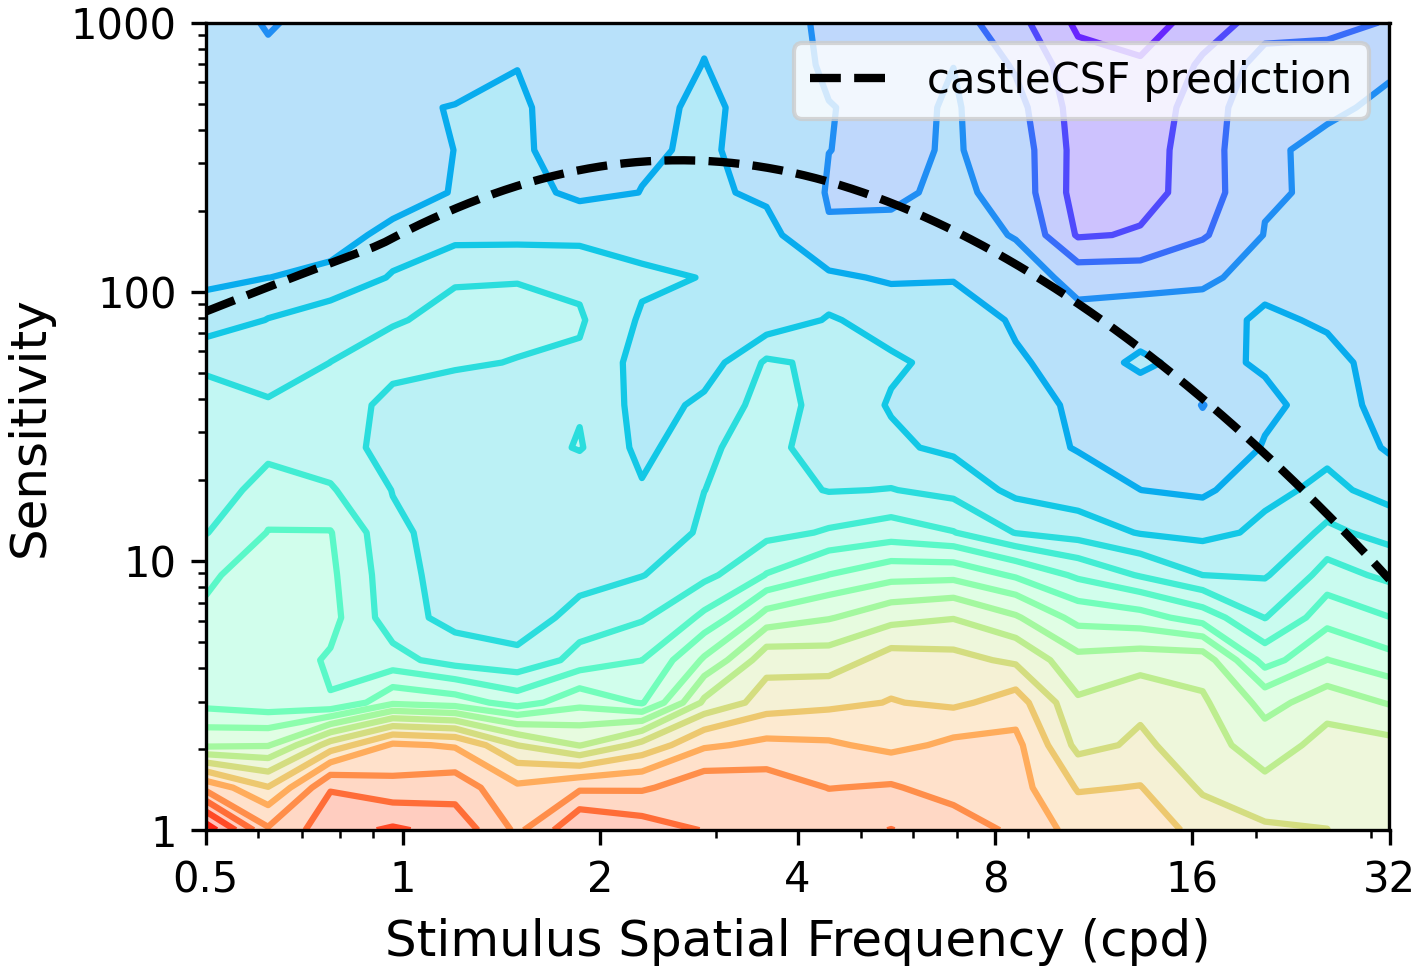 1000
100
10
1
Sensitivity
castleCSF prediction
0.5 1 2 4 8 16 32
Stimulus Spatial Frequency (cpd)